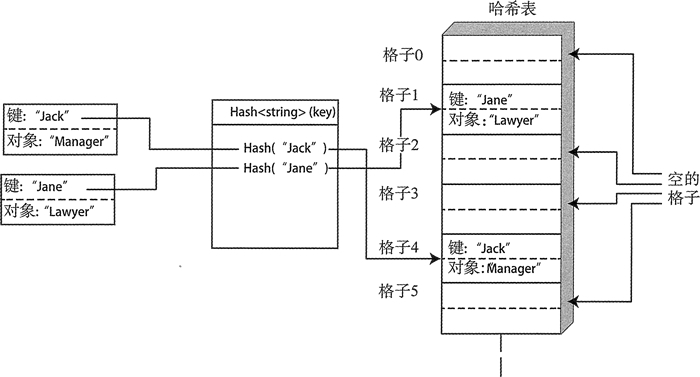 哈希表
格子0
格子1
键: “Jane”
对象: “Lawyer”
格子2
格子3
格子4
键: “Jack”
对象: “Manager”
格子5
空的
格子
Hash<string> (key)
Hash( “Jack” )
Hash( “Jane” )
键: “Jack”
对象: “Manager”
键: “Jane”
对象: “Lawyer”